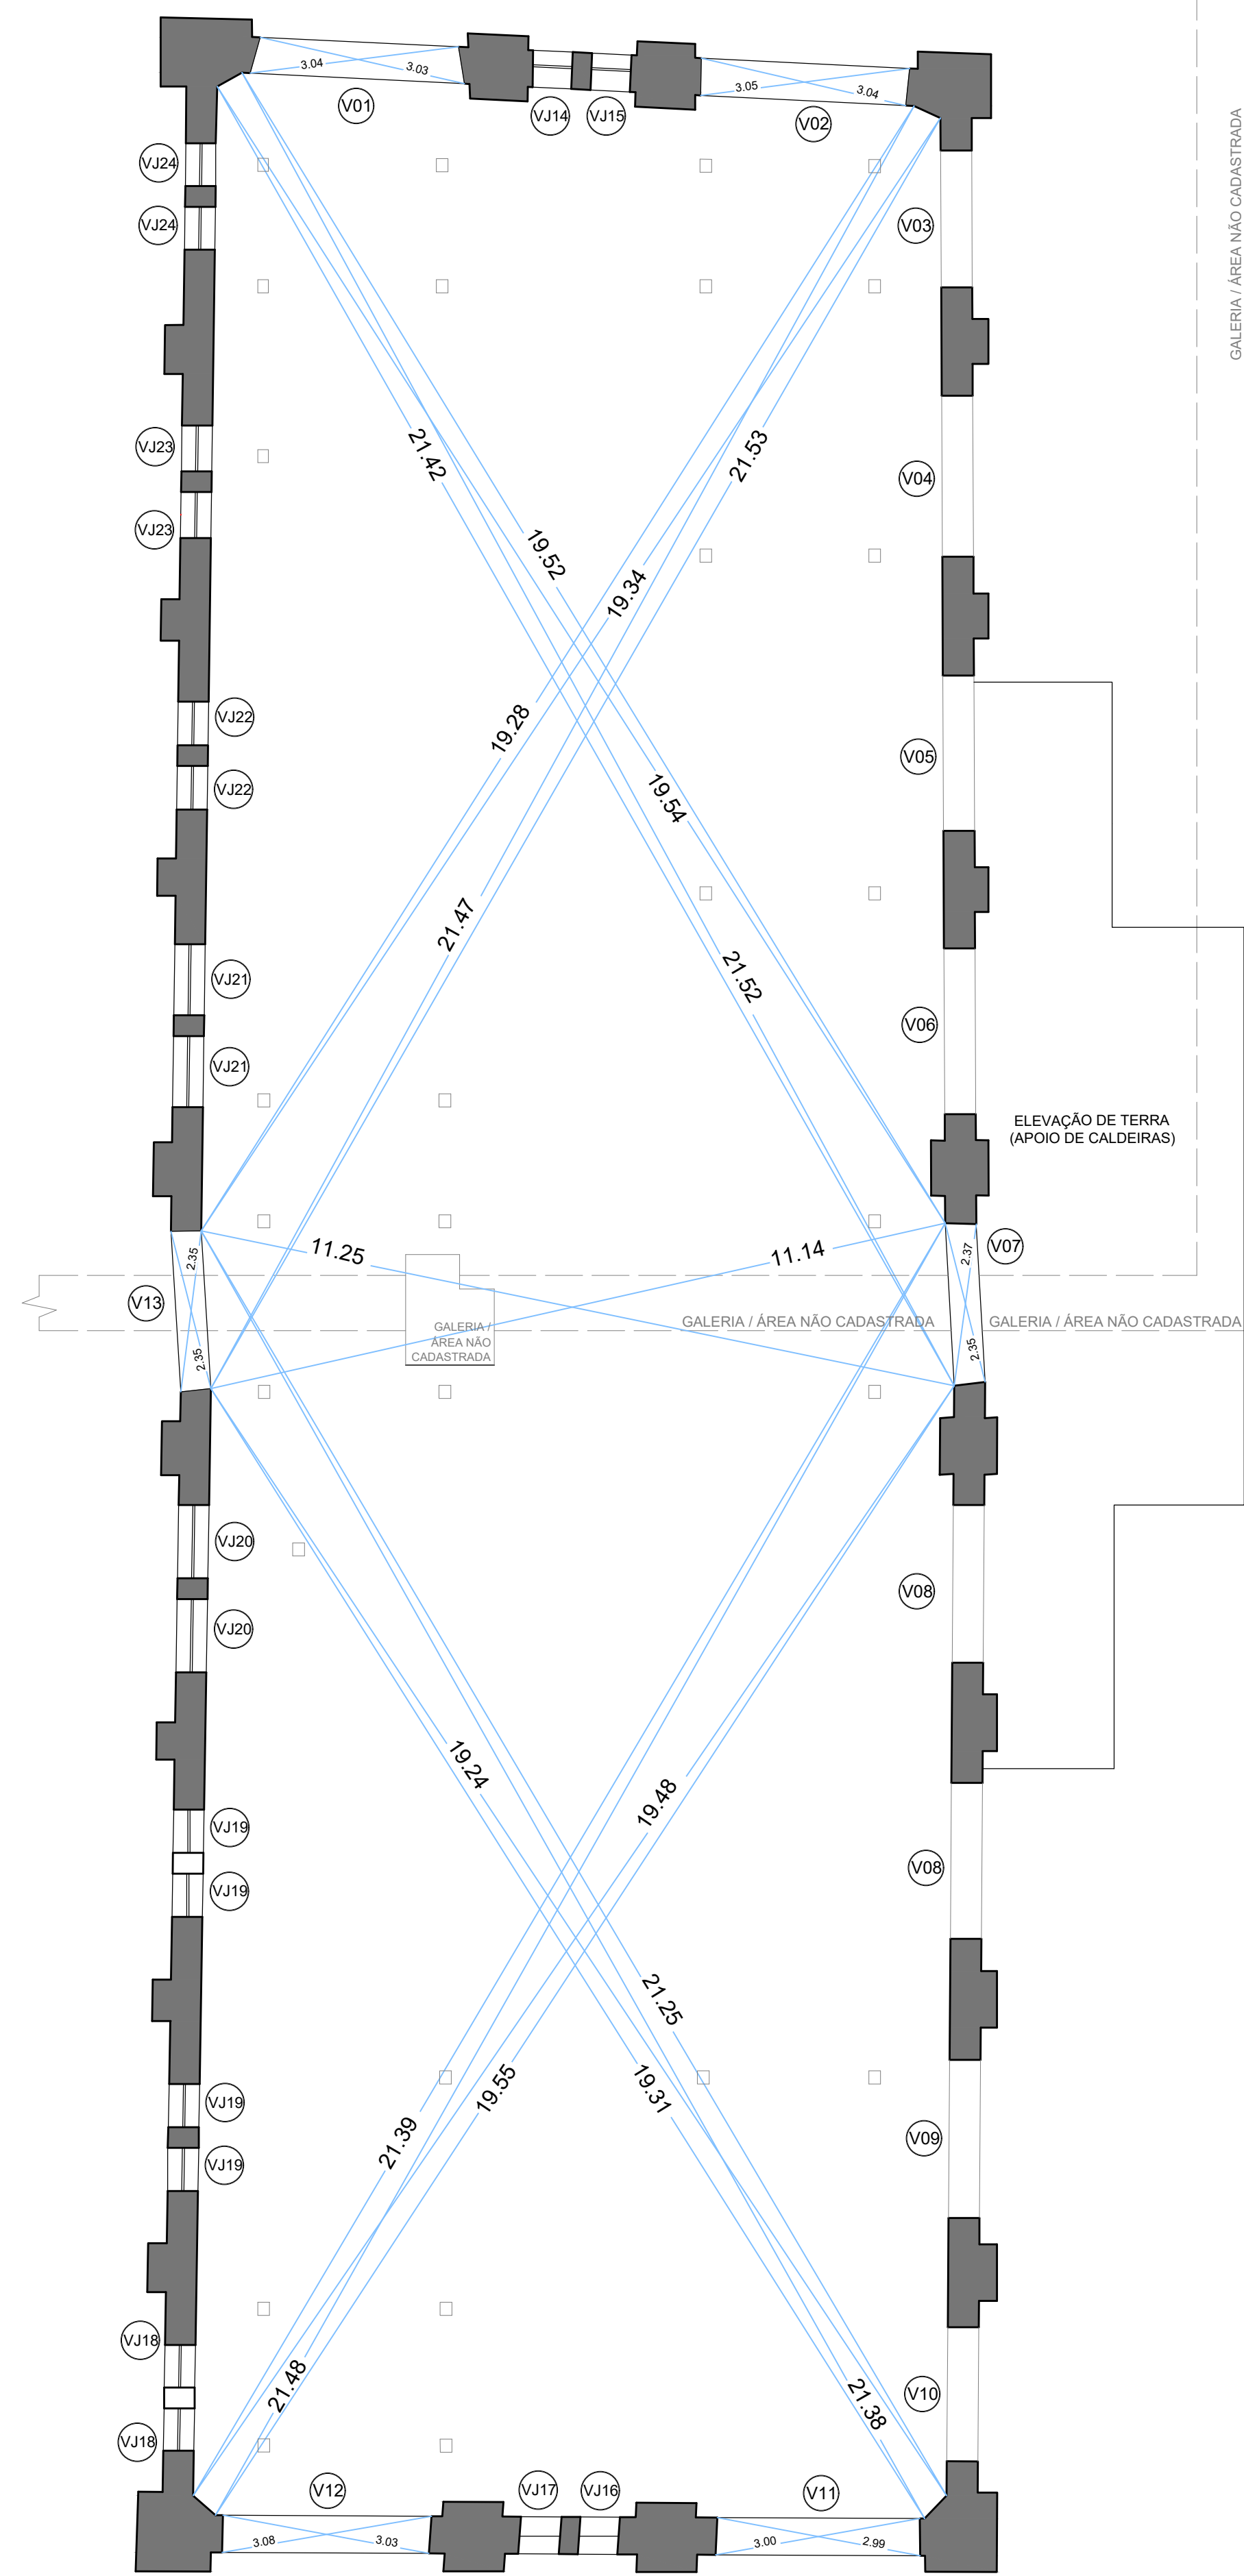 3.04
3.03
3.05
3.04
V01
VJ14
VJ15
V02
GALERIA / ÁREA NÃO CADASTRADA
VJ24
VJ24
V03
VJ23
21.42
21.53
V04
VJ23
19.52
19.34
VJ22
19.28
V05
VJ22
19.54
21.47
VJ21
21.52
V06
VJ21
ELEVAÇÃO DE TERRA
(APOIO DE CALDEIRAS)
2.35
11.25
11.14
2.37
V07
V13
GALERIA /
ÁREA NÃO
CADASTRADA
GALERIA / ÁREA NÃO CADASTRADA
GALERIA / ÁREA NÃO CADASTRADA
2.35
2.35
VJ20
V08
VJ20
19.24
19.48
VJ19
V08
VJ19
21.25
19.55
19.31
VJ19
21.39
V09
VJ19
VJ18
21.48
21.38
V10
VJ18
V12
VJ17
VJ16
V11
3.08
3.03
3.00
2.99